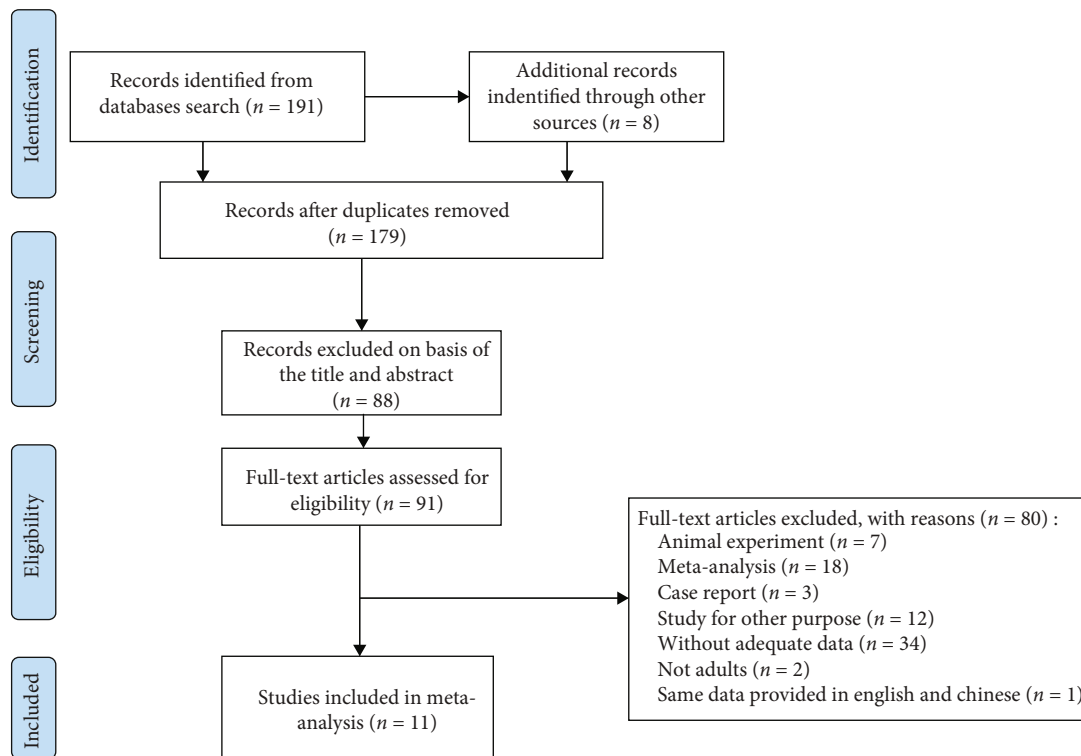 Identification
Records identified from
databases search (n = 191)
Additional records
indentified through other
sources (n = 8)
Records after duplicates removed
(n = 179)
Screening
Records excluded on basis of
the title and abstract
(n = 88)
Eligibility
Full-text articles assessed for
eligibility (n = 91)
Full-text articles excluded, with reasons (n = 80) :
Animal experiment (n = 7)
Meta-analysis (n = 18)
Case report (n = 3)
Study for other purpose (n = 12)
Without adequate data (n = 34)
Not adults (n = 2)
Same data provided in english and chinese (n = 1)
Included
Studies included in meta-
analysis (n = 11)